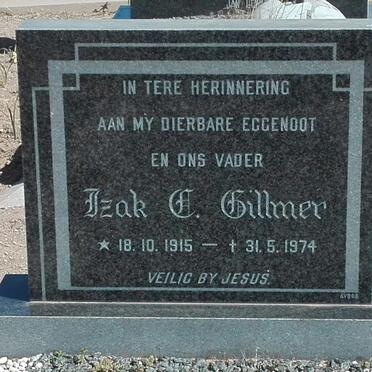 IN TERE HERINNERING
AAN MY DIERBARE EGGENOOT
EN ONS VADER
Izak C. Gillmer
★ 18.10.1915 — † 31.5.1974
VEILIG BY JESUS.